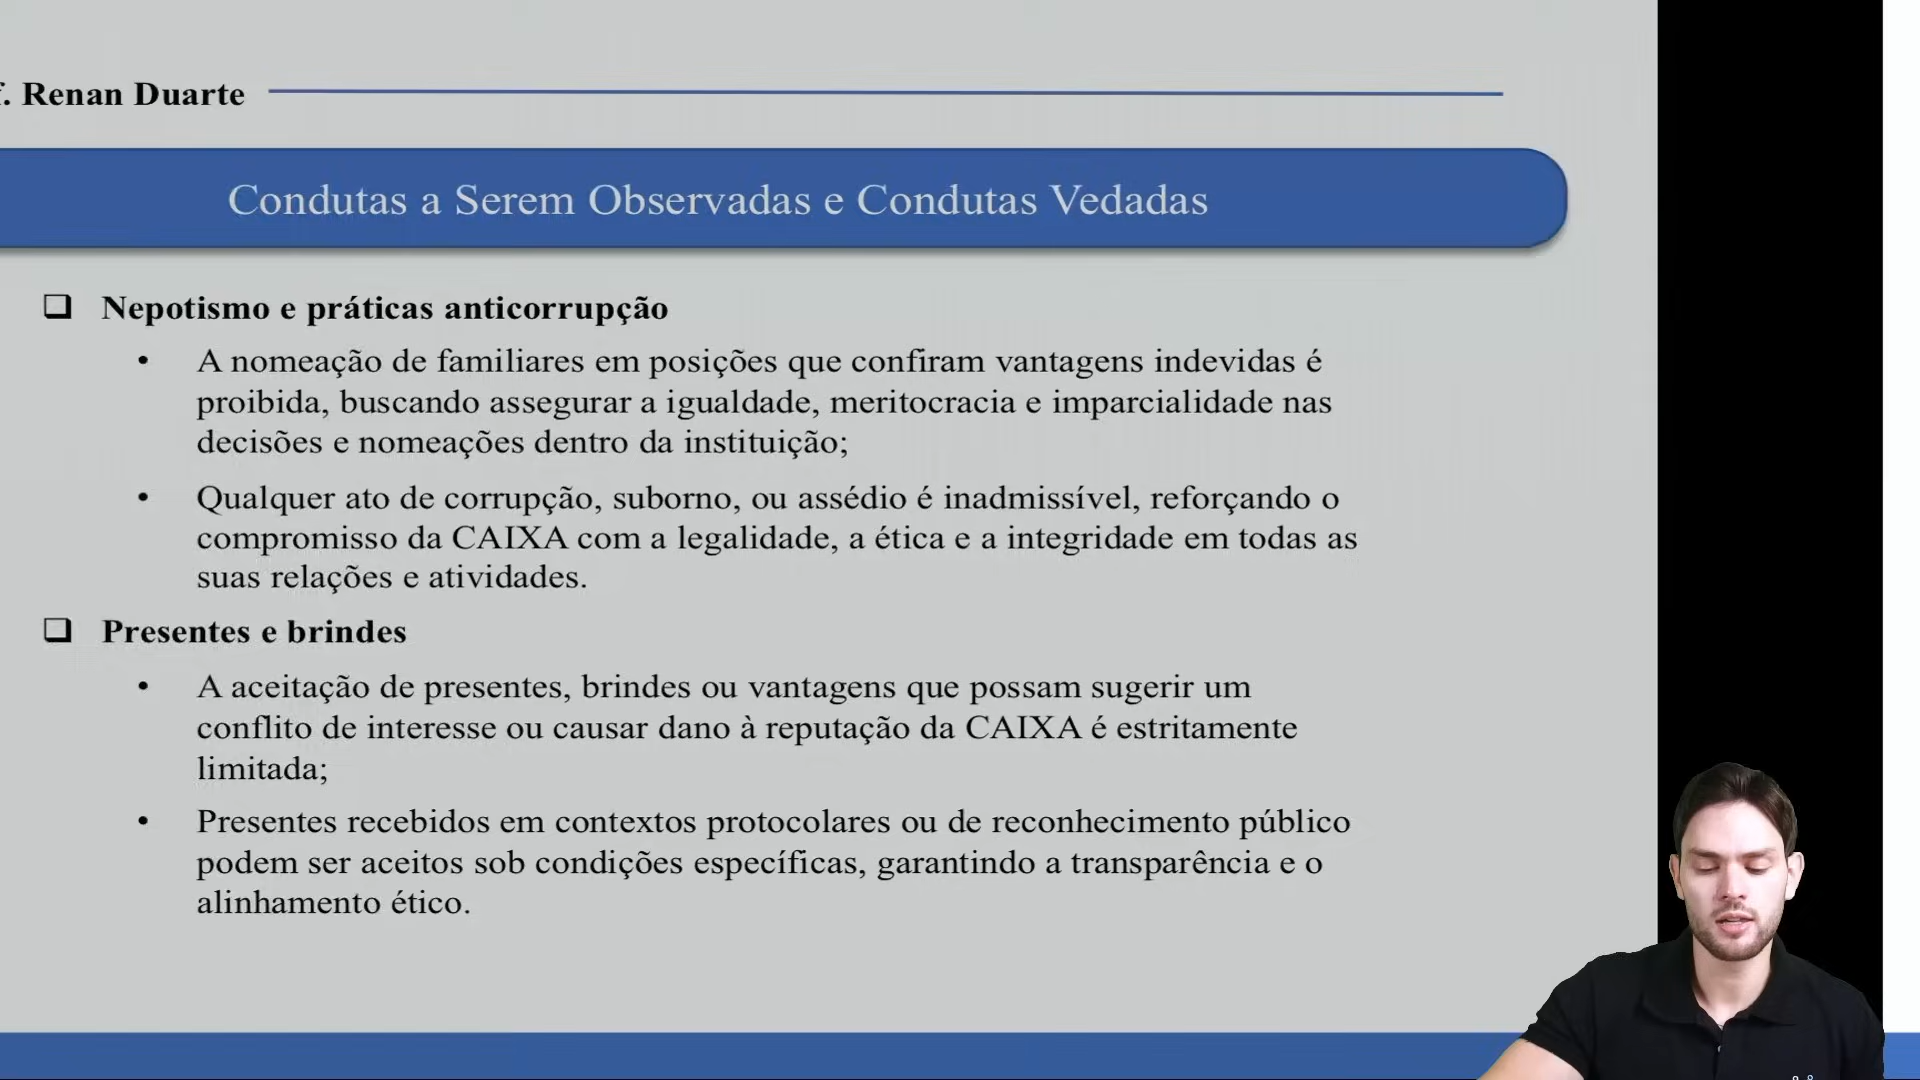 f. Renan Duarte
Condutas a Serem Observadas e Condutas Vedadas
❑ Nepotismo e práticas anticorrupção
• A nomeação de familiares em posições que confiram vantagens indevidas é
proibida, buscando assegurar a igualdade, meritocracia e imparcialidade nas
decisões e nomeações dentro da instituição;
• Qualquer ato de corrupção, suborno, ou assédio é inadmissível, reforçando o
compromisso da CAIXA com a legalidade, a ética e a integridade em todas as
suas relações e atividades.
❑ Presentes e brindes
• A aceitação de presentes, brindes ou vantagens que possam sugerir um
conflito de interesse ou causar dano à reputação da CAIXA é estritamente
limitada;
• Presentes recebidos em contextos protocolares ou de reconhecimento público
podem ser aceitos sob condições específicas, garantindo a transparência e o
alinhamento ético.